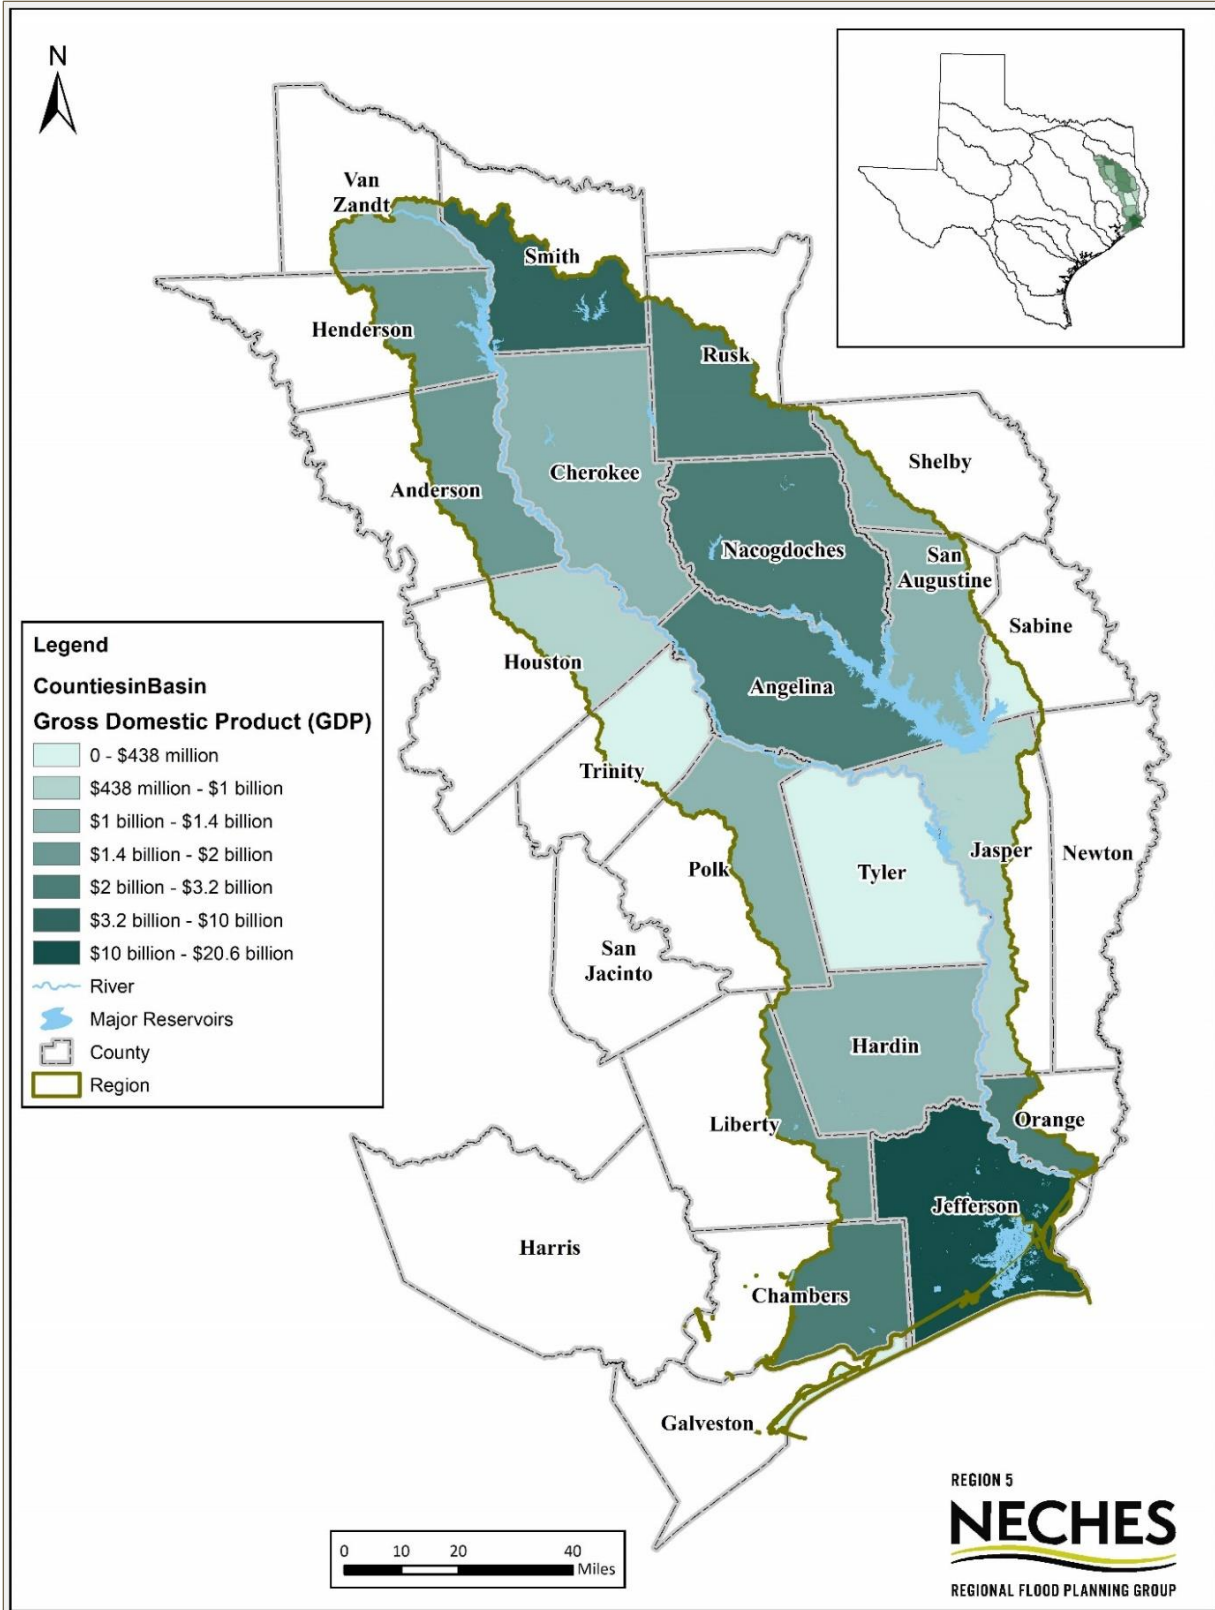 N
Van
Zandt
Smith
Henderson
Rusk
Shelby
Cherokee
Anderson
Nacogdoches
San
Augustine
Sabine
Houston
Angelina
Trinity
Polk
Tyler
Jasper
Newton
San
Jacinto
Hardin
Liberty
Orange
Jefferson
Harris
Chambers
Galveston
Legend
CountiesinBasin
Gross Domestic Product (GDP)
0 - $438 million
$438 million - $1 billion
$1 billion - $1.4 billion
$1.4 billion - $2 billion
$2 billion - $3.2 billion
$3.2 billion - $10 billion
$10 billion - $20.6 billion
River
Major Reservoirs
County
Region
0 10 20 40
Miles
REGION 5
NECHES
REGIONAL FLOOD PLANNING GROUP